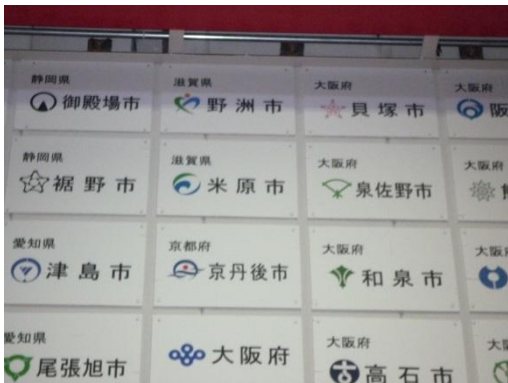 静岡県
御殿場市
滋賀県
野洲市
大阪府
貝塚市
大阪府
阪
静岡県
裾野市
滋賀県
米原市
大阪府
泉佐野市
大阪府
愛知県
津島市
京都府
京丹後市
大阪府
和泉市
大阪
愛知県
尾張旭市
大阪府
大阪府
高石市
大